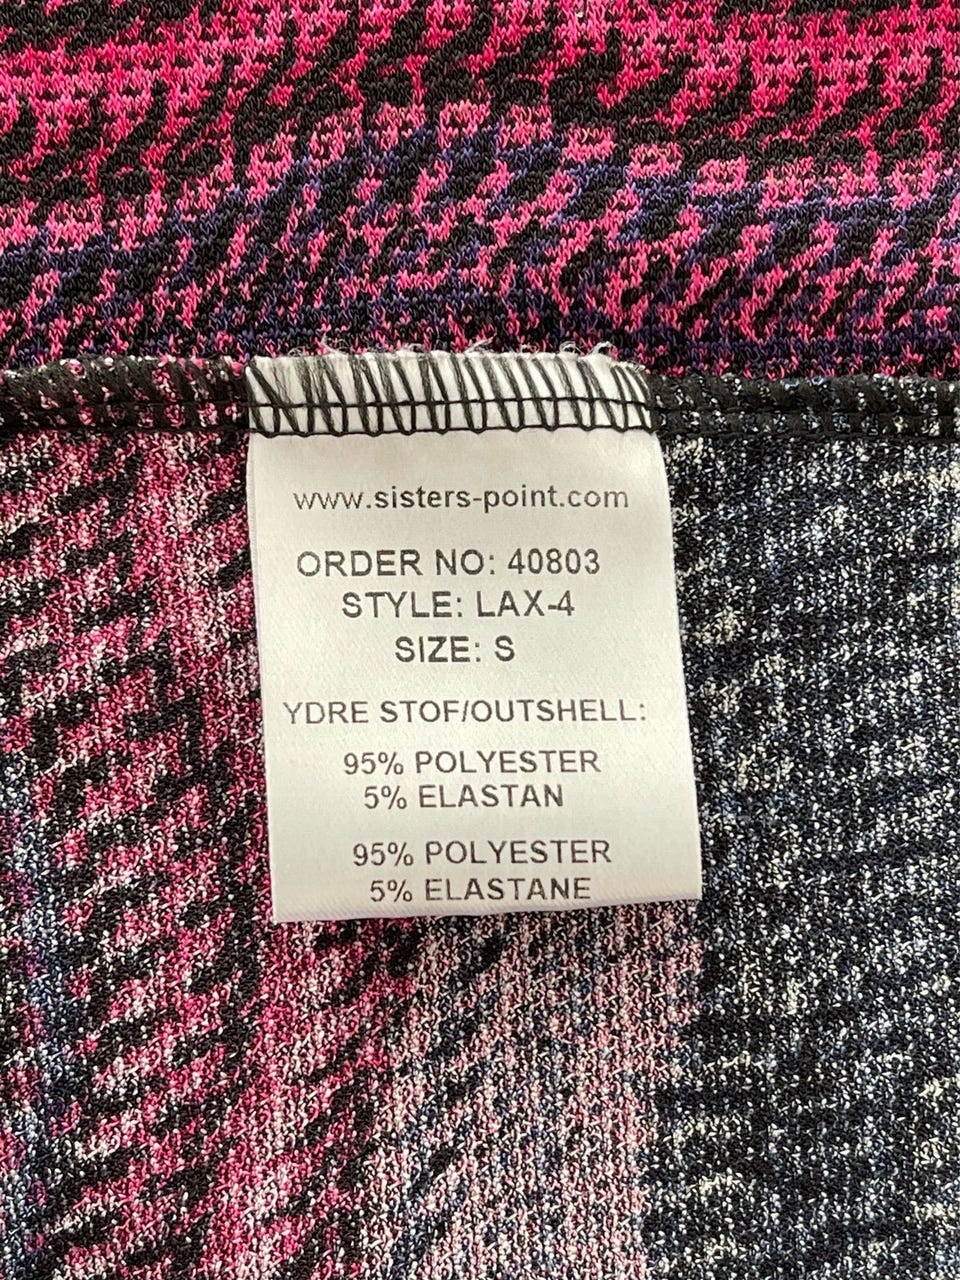 www.sisters-point.com
ORDER NO: 40803
STYLE: LAX-4
SIZE: S
YDRE STOF/OUTSHELL:
95% POLYESTER
5% ELASTAN
95% POLYESTER
5% ELASTANE